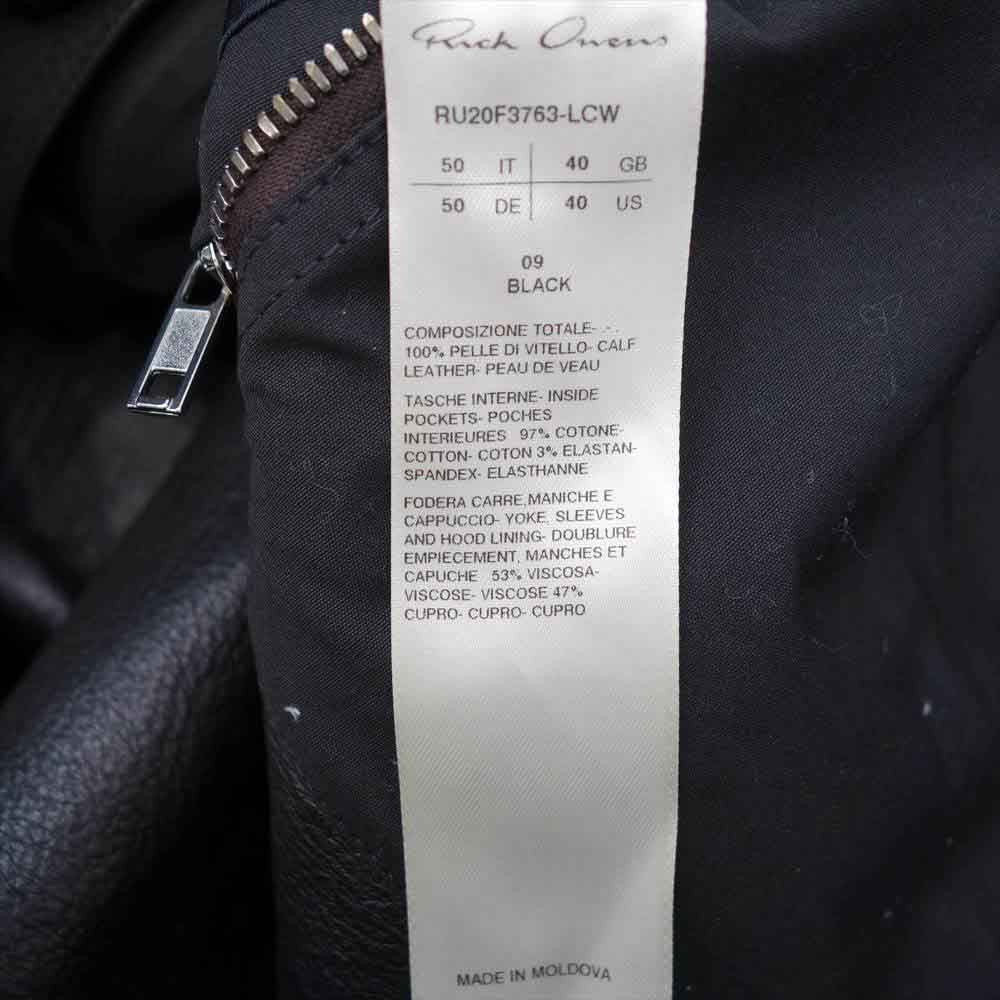 Rick Owens
RU20F3763-LCW
50 IT 40 GB
50 DE 40 US
09
BLACK
COMPOSIZIONE TOTALE- - -
100% PELLE DI VITELLO- CALF
LEATHER- PEAU DE VEAU
TASCHE INTERNE- INSIDE
POCKETS- POCHES
INTERIEURES 97% COTONE-
COTTON- COTON 3% ELASTAN-
SPANDEX- ELASTHANNE
FODERA CARRE,MANICHE E
CAPPUCCIO- YOKE, SLEEVES
AND HOOD LINING- DOUBLURE
EMPIECEMENT, MANCHES ET
CAPUCHE 53% VISCOSA-
VISCOSE- VISCOSE 47%
CUPRO- CUPRO- CUPRO
MADE IN MOLDOVA